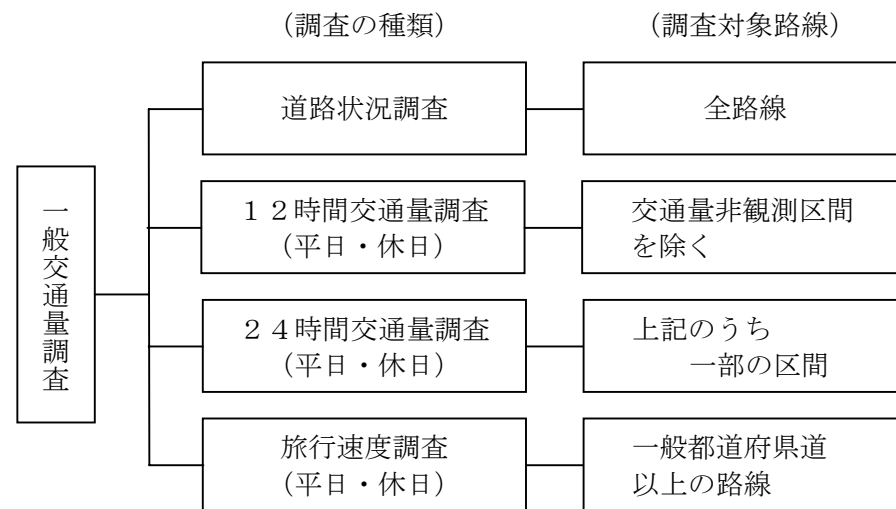 （調査の種類）　（調査対象路線）
道路状況調査　全路線
一般交通量調査
１２時間交通量調査
（平日・休日）
交通量非観測区間
を除く
２４時間交通量調査
（平日・休日）
上記のうち
一部の区間
旅行速度調査
（平日・休日）
一般都道府県道
以上の路線